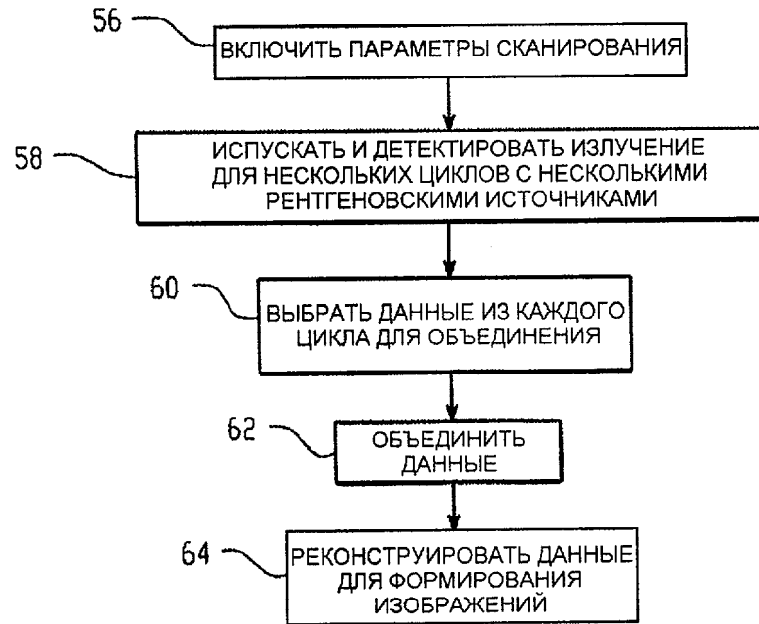 56
ВКЛЮЧИТЬ ПАРАМЕТРЫ СКАНИРОВАНИЯ
58
ИСПУСКАТЬ И ДЕТЕКТИРОВАТЬ ИЗЛУЧЕНИЕ
ДЛЯ НЕСКОЛЬКИХ ЦИКЛОВ С НЕСКОЛЬКИМИ
РЕНТГЕНОВСКИМИ ИСТОЧНИКАМИ
60
ВЫБРАТЬ ДАННЫЕ ИЗ КАЖДОГО
ЦИКЛА ДЛЯ ОБЪЕДИНЕНИЯ
62
ОБЪЕДИНИТЬ
ДАННЫЕ
64
РЕКОНСТРУИРОВАТЬ ДАННЫЕ
ДЛЯ ФОРМИРОВАНИЯ
ИЗОБРАЖЕНИЙ